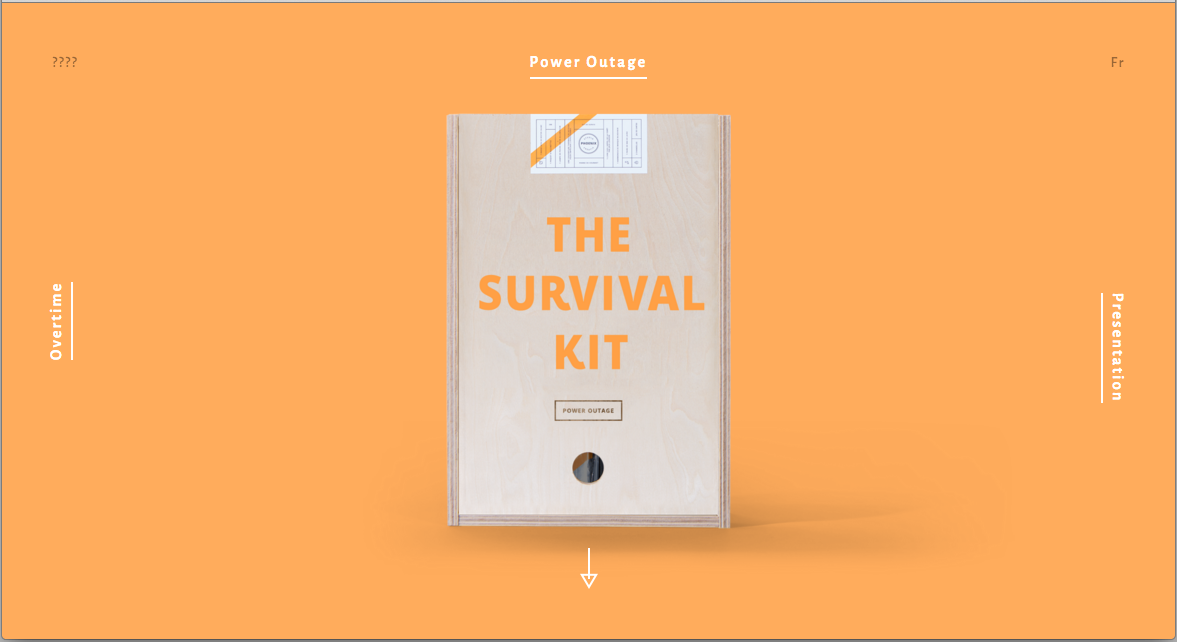 ????
Power Outage
Fr
THE
SURVIVAL
KIT
POWER OUTAGE
Overtime
Presentation